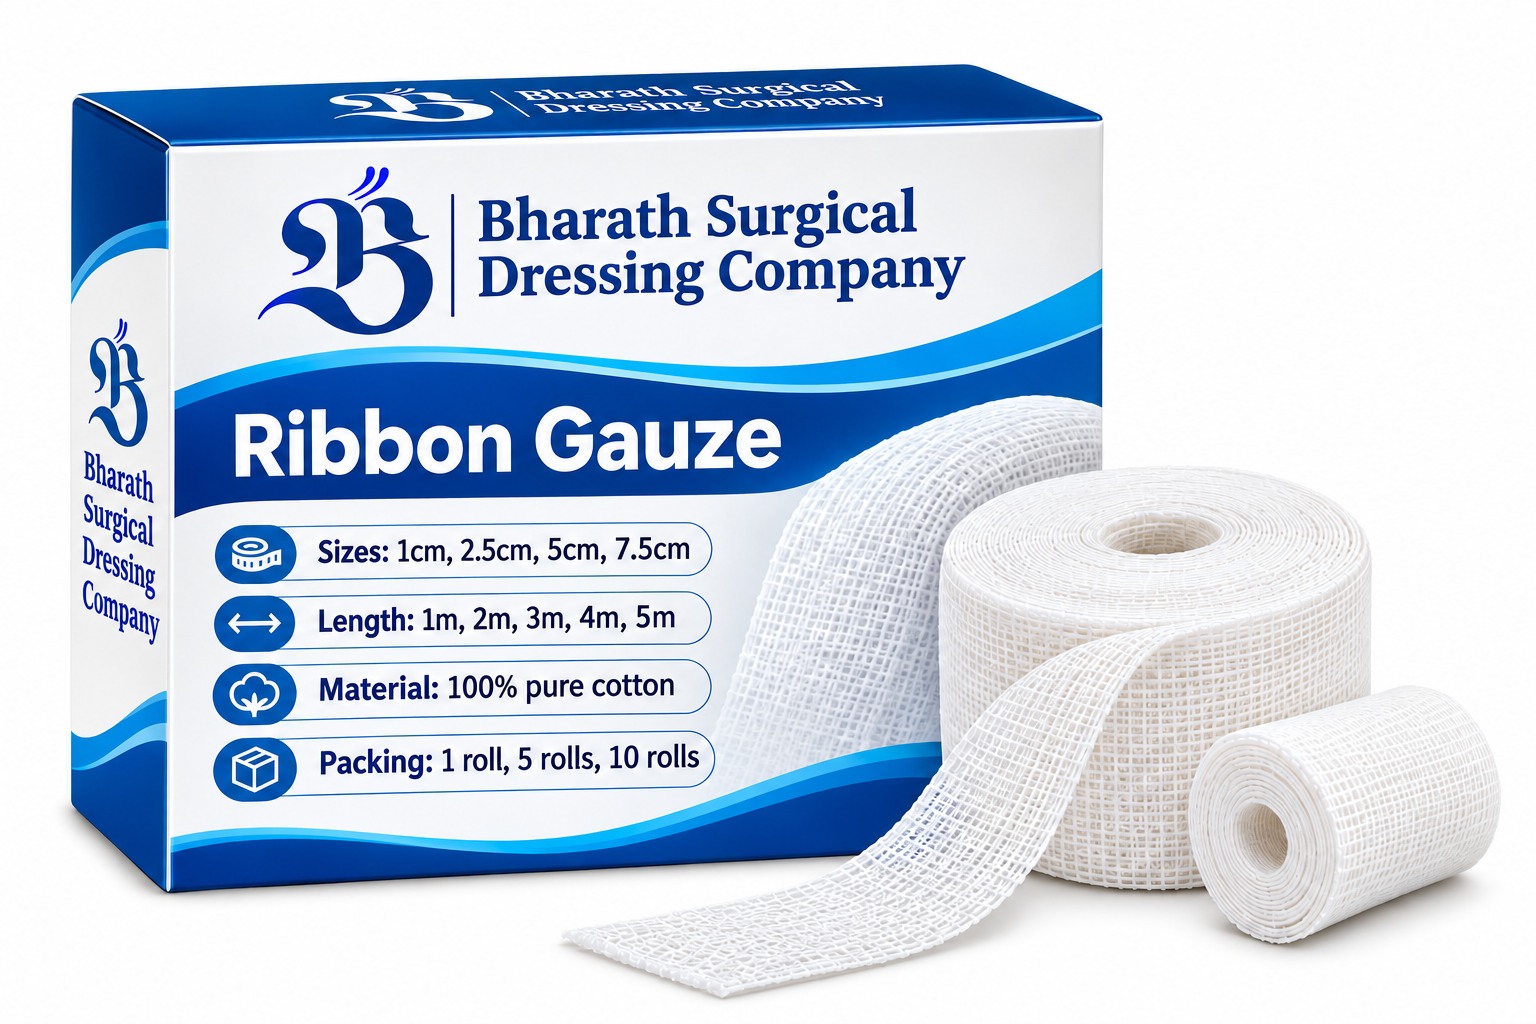 Bharath Surgical
Dressing Company
Bharath Surgical
Dressing Company
Ribbon Gauze
Sizes: 1cm, 2.5cm, 5cm, 7.5cm
Length: 1m, 2m, 3m, 4m, 5m
Material: 100% pure cotton
Packing: 1 roll, 5 rolls, 10 rolls
Bharath
Surgical
Dressing
Company